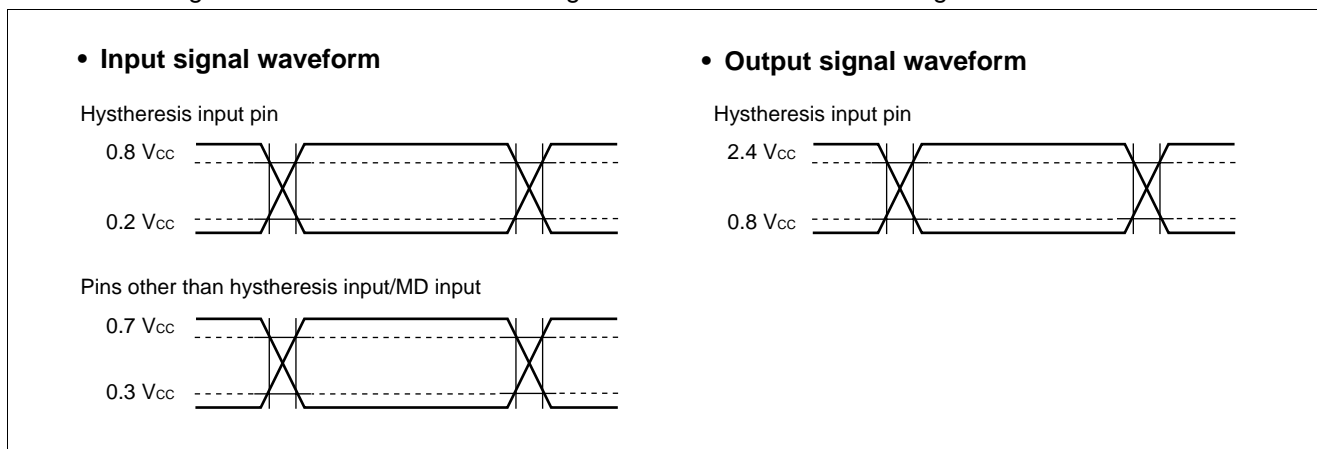 • Input signal waveform
Hystheresis input pin
0.8 Vcc
0.2 Vcc
Pins other than hystheresis input/MD input
0.7 Vcc
0.3 Vcc
• Output signal waveform
Hystheresis input pin
2.4 Vcc
0.8 Vcc